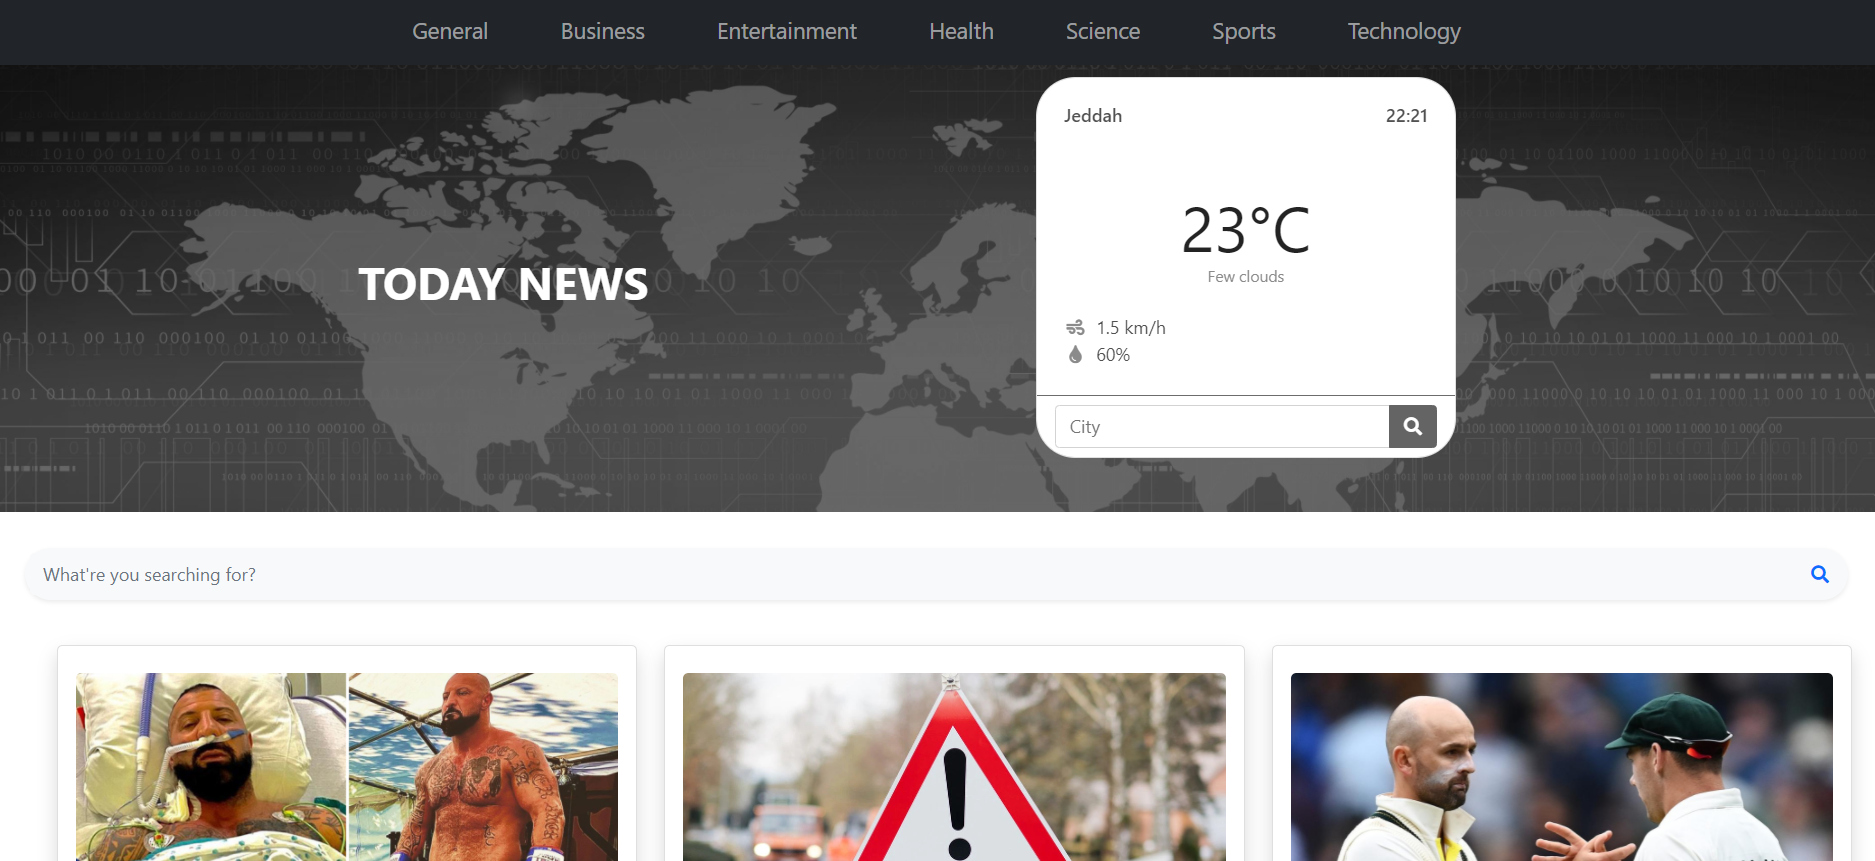 General Business Entertainment Health Science Sports Technology
Jeddah 22:21
23°C
Few clouds
TODAY NEWS
1.5 km/h
60%
City
What're you searching for?